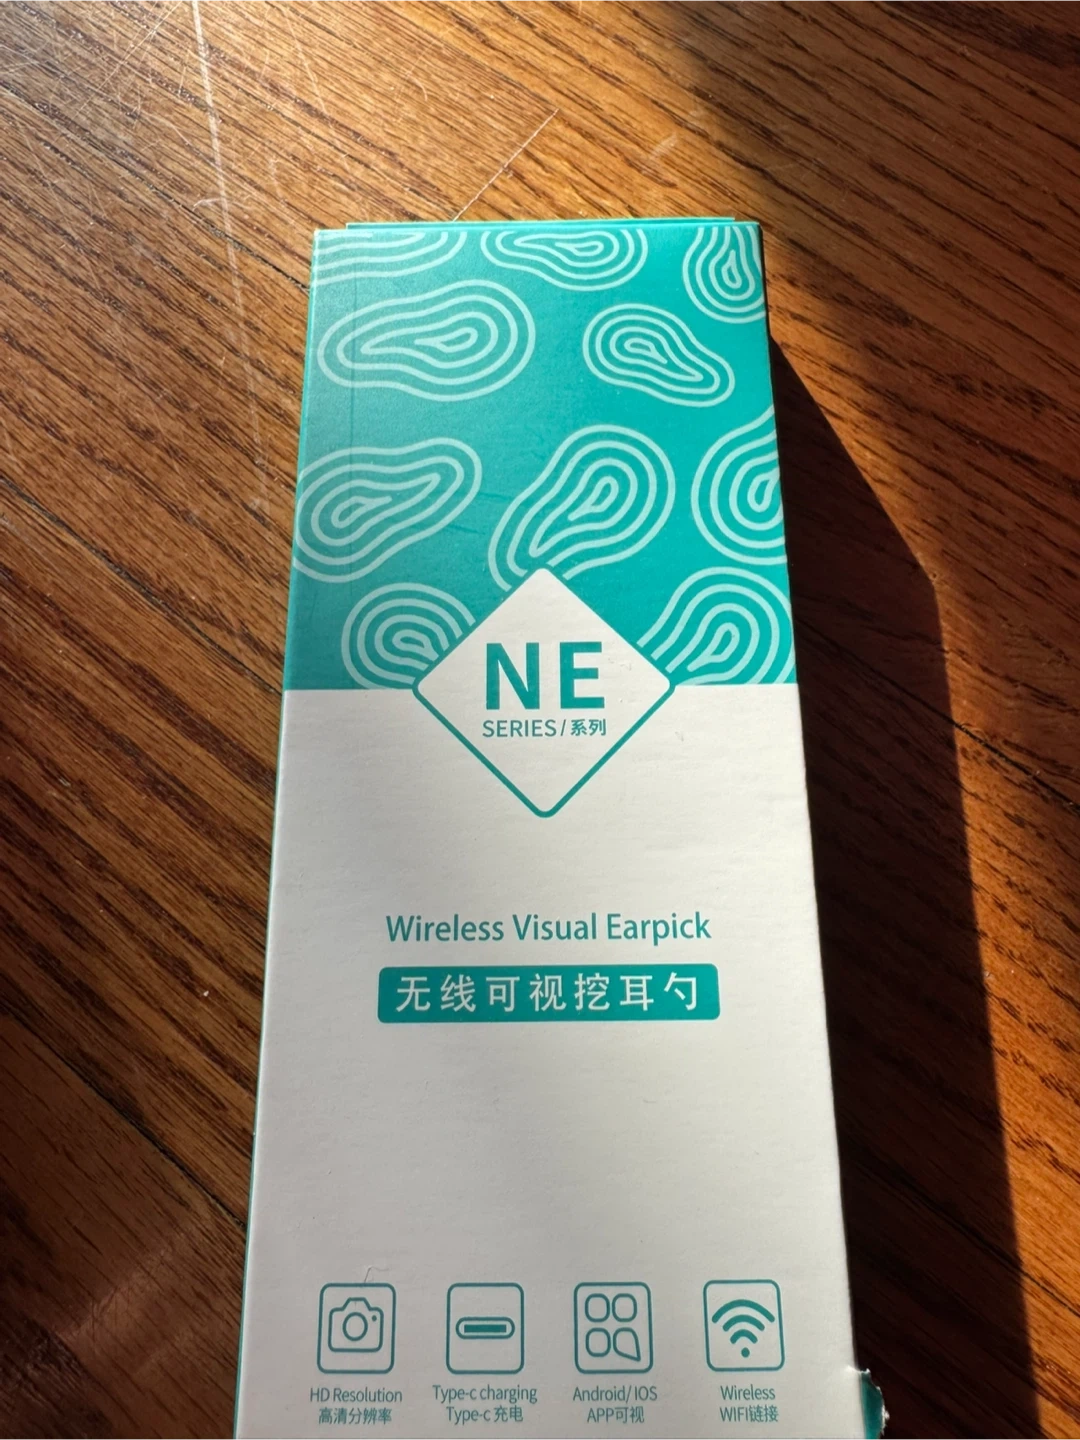 NE
SERIES/系列
Wireless Visual Earpick
无线可视挖耳勺
HD Resolution
高清分辨率
Type-c charging
Type-c 充电
Android/ IOS
APP可视
Wireless
WIFI链接